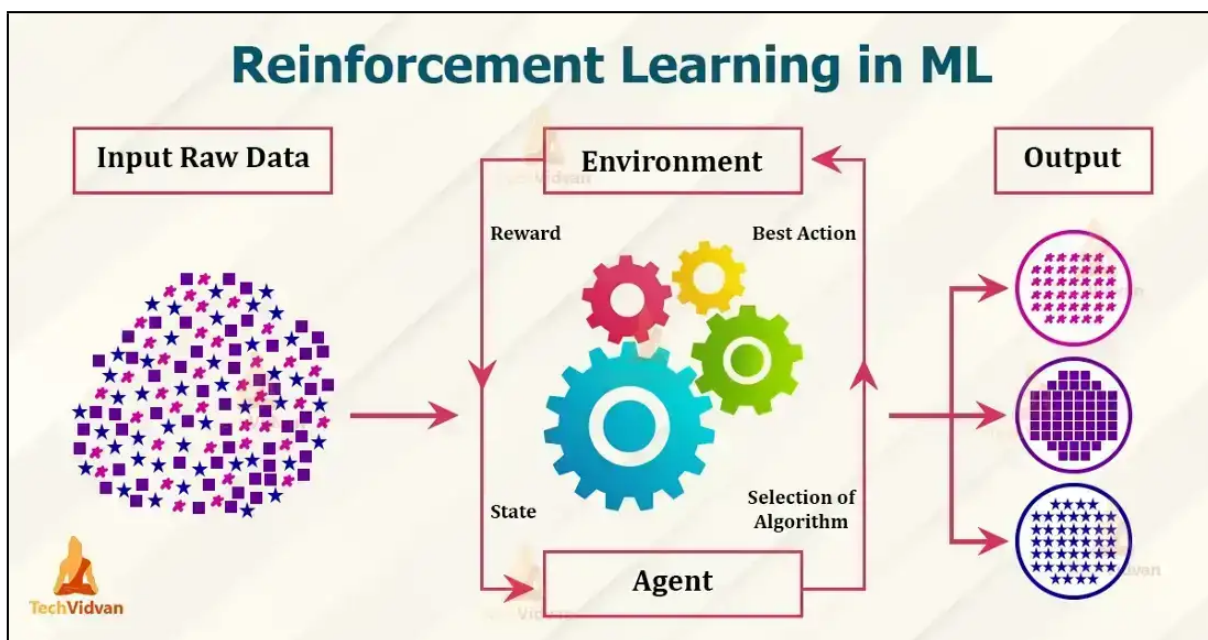 Reinforcement Learning in ML
Input Raw Data
Environment
Output
Reward
Best Action
State
Selection of
Algorithm
Agent
TechVidvan